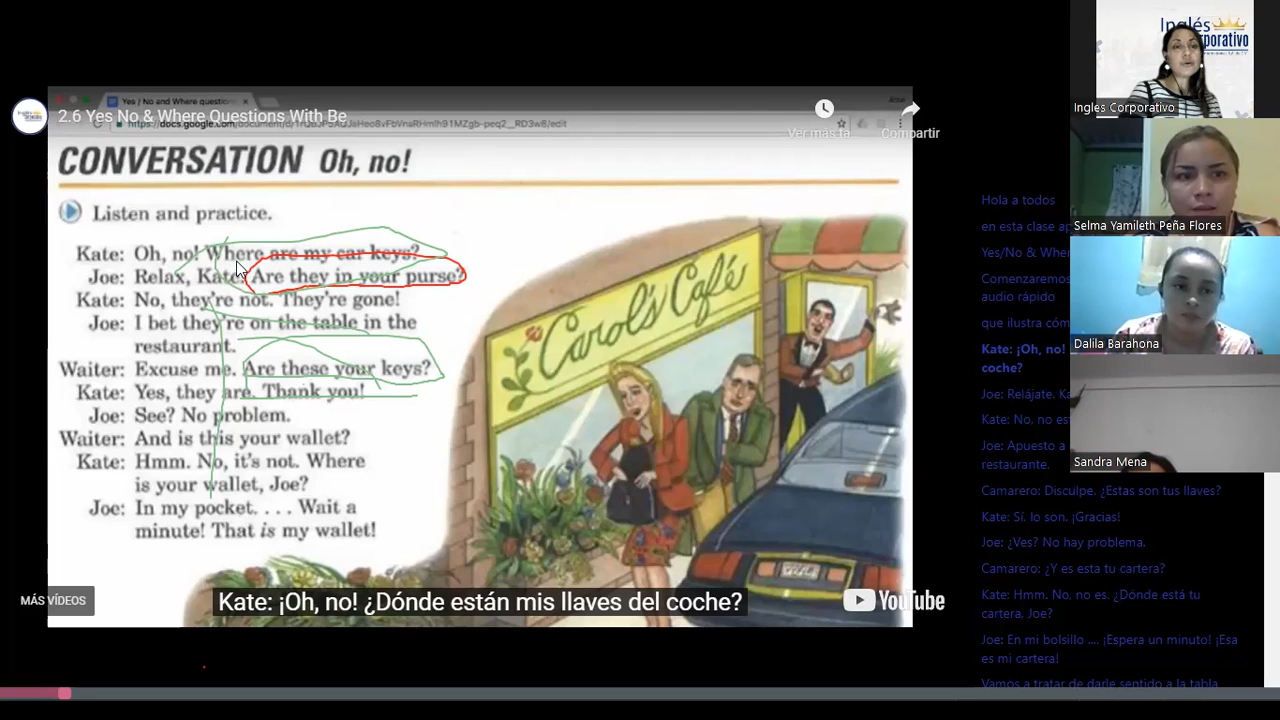 Yes / No and Where question
2.6 Yes No & Where Questions With Be
Ver más ta
Compartir
CONVERSATION Oh, no!
Listen and practice.
Kate: Oh, no! Where are my car keys?
Joe: Relax, Kate. Are they in your purse?
Kate: No, they're not. They're gone!
Joe: I bet they're on the table in the
restaurant.
Waiter: Excuse me. Are these your keys?
Kate: Yes, they are. Thank you!
Joe: See? No problem.
Waiter: And is this your wallet?
Kate: Hmm. No, it's not. Where
is your wallet, Joe?
Joe: In my pocket. . . . Wait a
minute! That is my wallet!
Carol's Café
MÁS VÍDEOS
Kate: ¡Oh, no! ¿Dónde están mis llaves del coche?
YouTube
Hola a todos
en esta clase a
Yes/No & Where
Comenzaremos
audio rápido
que ilustra cóm
Kate: ¡Oh, no!
coche?
Joe: Relájate. K
Kate: No, no es
Joe: Apuesto a
restaurante.
Camarero: Disculpe. ¿Estas son tus llaves?
Kate: Sí. lo son. ¡Gracias!
Joe: ¿Ves? No hay problema.
Camarero: ¿Y es esta tu cartera?
Kate: Hmm. No, no es. ¿Dónde está tu
cartera, Joe?
Joe: En mi bolsillo .... ¡Espera un minuto! ¡Esa
es mi cartera!
Vamos a tratar de darle sentido a la tabla
Inglés
orporativo
Ingles Corporativo
Selma Yamileth Peña Flores
Dalila Barahona
Sandra Mena